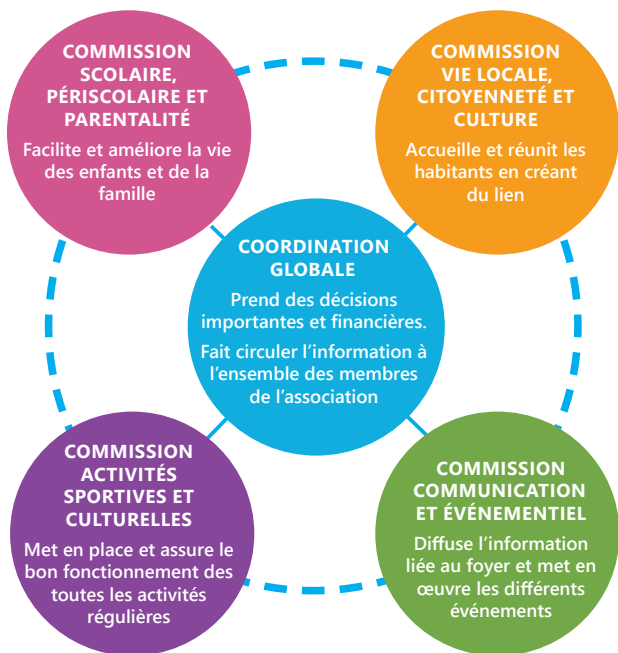 COMMISSION
SCOLAIRE,
PÉRISCOLAIRE ET
PARENTALITÉ
Facilite et améliore la vie
des enfants et de la
famille
COMMISSION
VIE LOCALE,
CITOYENNETÉ ET
CULTURE
Accueille et réunit les
habitants en créant
du lien
COORDINATION
GLOBALE
Prend des décisions
importantes et financières.
Fait circuler l'information à
l'ensemble des membres
de l'association
COMMISSION
ACTIVITÉS
SPORTIVES ET
CULTURELLES
Met en place et assure le
bon fonctionnement des
toutes les activités
régulières
COMMISSION
COMMUNICATION
ET ÉVÉNEMENTIEL
Diffuse l'information
liée au foyer et met en
œuvre les différents
événements